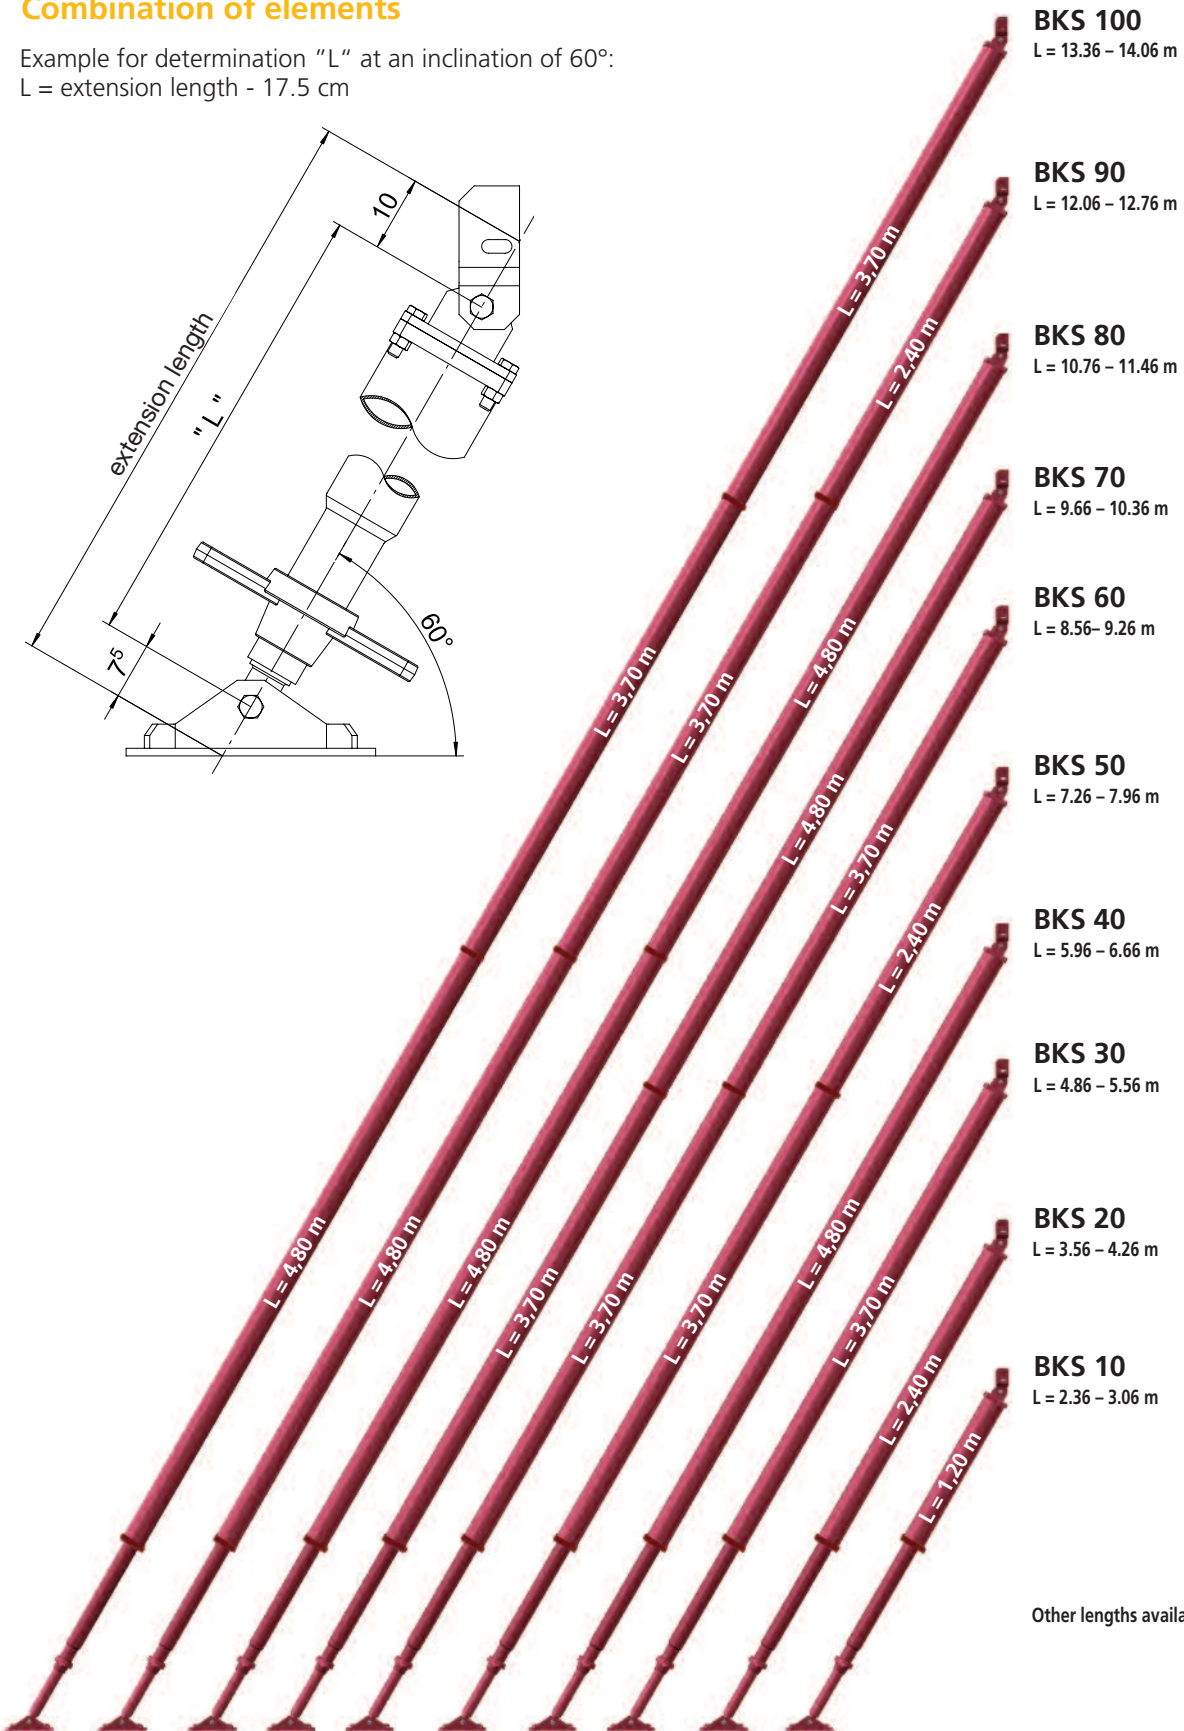 Combination of elements
Example for determination ”L“ at an inclination of 60°:
L = extension length - 17.5 cm
10
extension length
" L "
60°
7⁵
BKS 100
L = 13.36 – 14.06 m
BKS 90
L = 12.06 – 12.76 m
BKS 80
L = 10.76 – 11.46 m
BKS 70
L = 9.66 – 10.36 m
BKS 60
L = 8.56– 9.26 m
BKS 50
L = 7.26 – 7.96 m
BKS 40
L = 5.96 – 6.66 m
BKS 30
L = 4.86 – 5.56 m
BKS 20
L = 3.56 – 4.26 m
BKS 10
L = 2.36 – 3.06 m
L = 3,70 m
L = 2,40 m
L = 3,70 m
L = 3,70 m
L = 4,80 m
L = 4,80 m
L = 3,70 m
L = 2,40 m
L = 4,80 m
L = 4,80 m
L = 4,80 m
L = 3,70 m
L = 3,70 m
L = 3,70 m
L = 4,80 m
L = 3,70 m
L = 2,40 m
L = 1,20 m
Other lengths